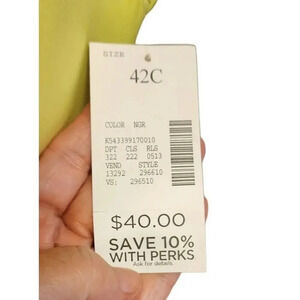 SIZE
42C
COLOR NGR
K543399170010
DPT CLS RLS
322 222 0513
VEND STYLE
13292 296610
VS: 296510
$40.00
SAVE 10%
WITH PERKS
Ask for details